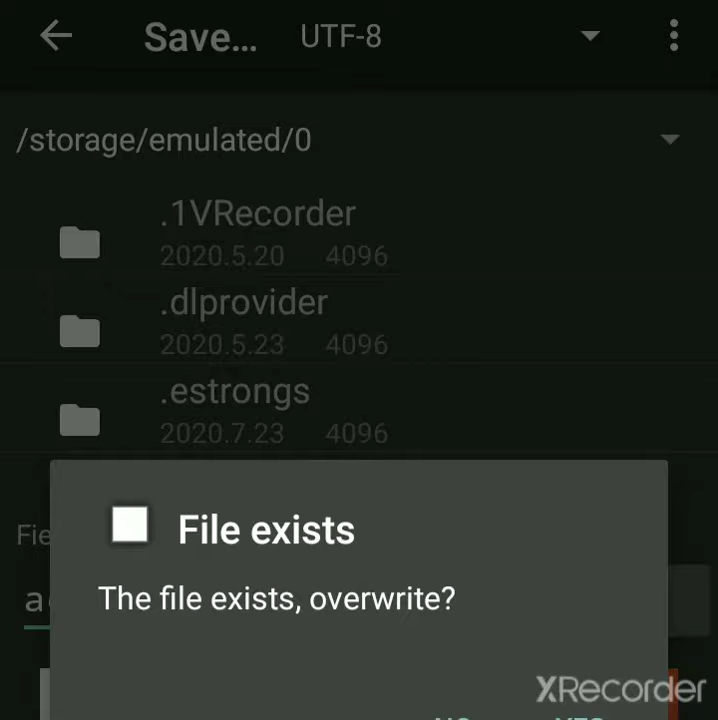 Save... UTF-8
/storage/emulated/0
.1VRecorder
2020.5.20 4096
.dlprovider
2020.5.23 4096
.estrongs
2020.7.23 4096
File exists
The file exists, overwrite?
XRecorder